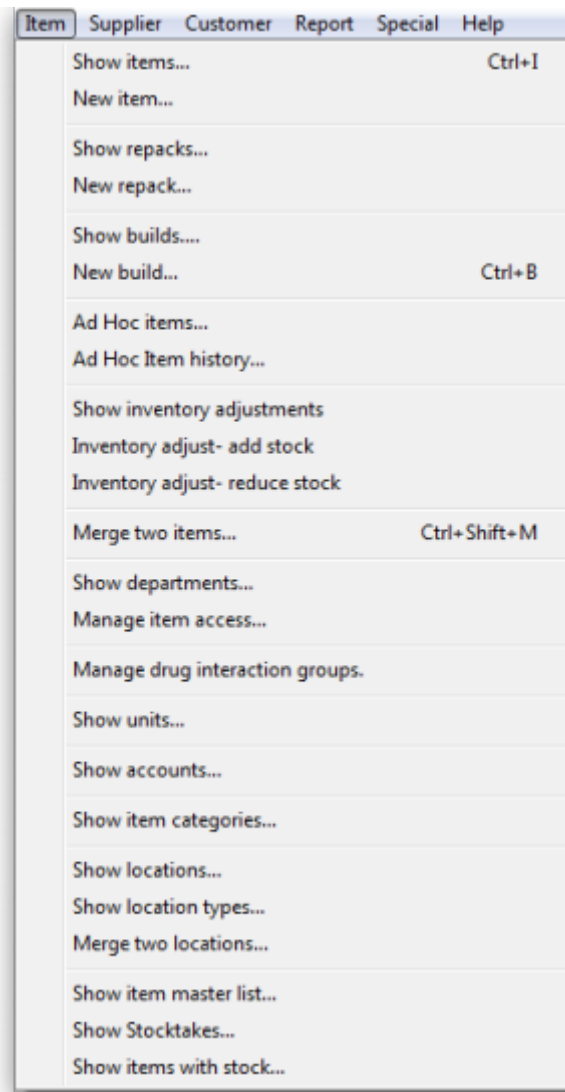 Item Supplier Customer Report Special Help
Show items... Ctrl+I
New item...
Show repacks...
New repack...
Show builds....
New build... Ctrl+B
Ad Hoc items...
Ad Hoc Item history...
Show inventory adjustments
Inventory adjust- add stock
Inventory adjust- reduce stock
Merge two items... Ctrl+Shift+M
Show departments...
Manage item access...
Manage drug interaction groups.
Show units...
Show accounts...
Show item categories...
Show locations...
Show location types...
Merge two locations...
Show item master list...
Show Stocktakes...
Show items with stock...